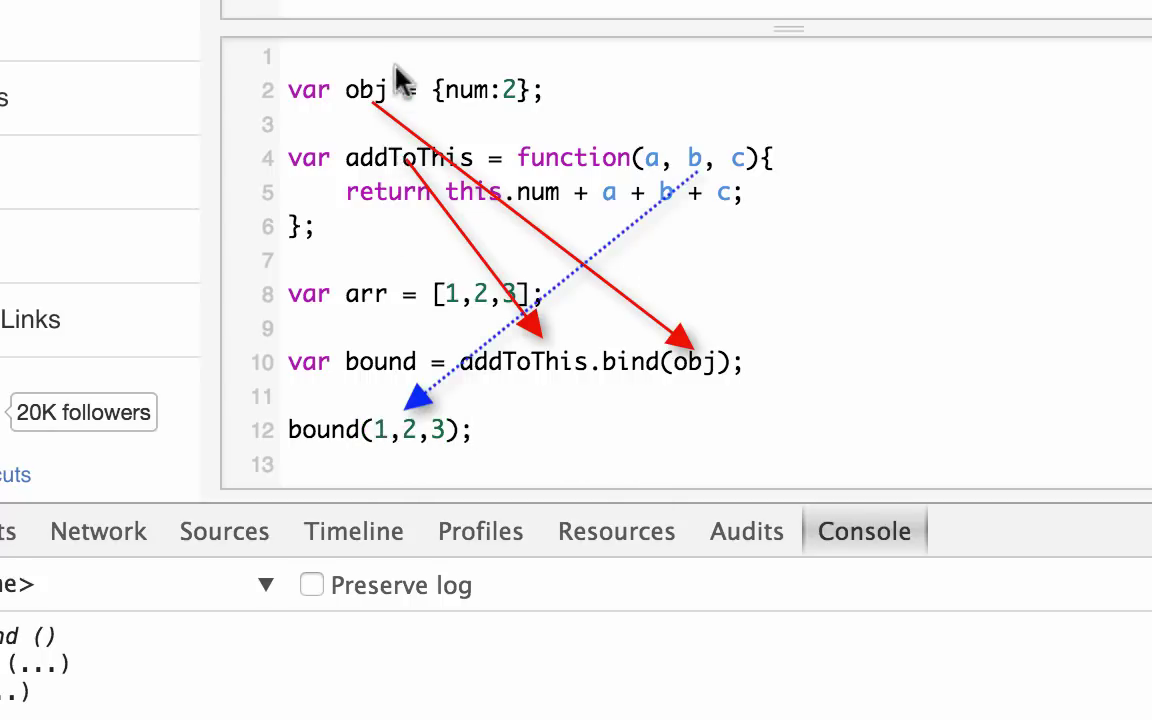 1
2 var obj = {num:2};
3
4 var addToThis = function(a, b, c){
5 return this.num + a + b + c;
6 };
7
8 var arr = [1,2,3];
9
10 var bound = addToThis.bind(obj);
11
12 bound(1,2,3);
13
s
Links
20K followers
cuts
ts Network Sources Timeline Profiles Resources Audits Console
ne> ▼ Preserve log
nd ()
(...)
..)